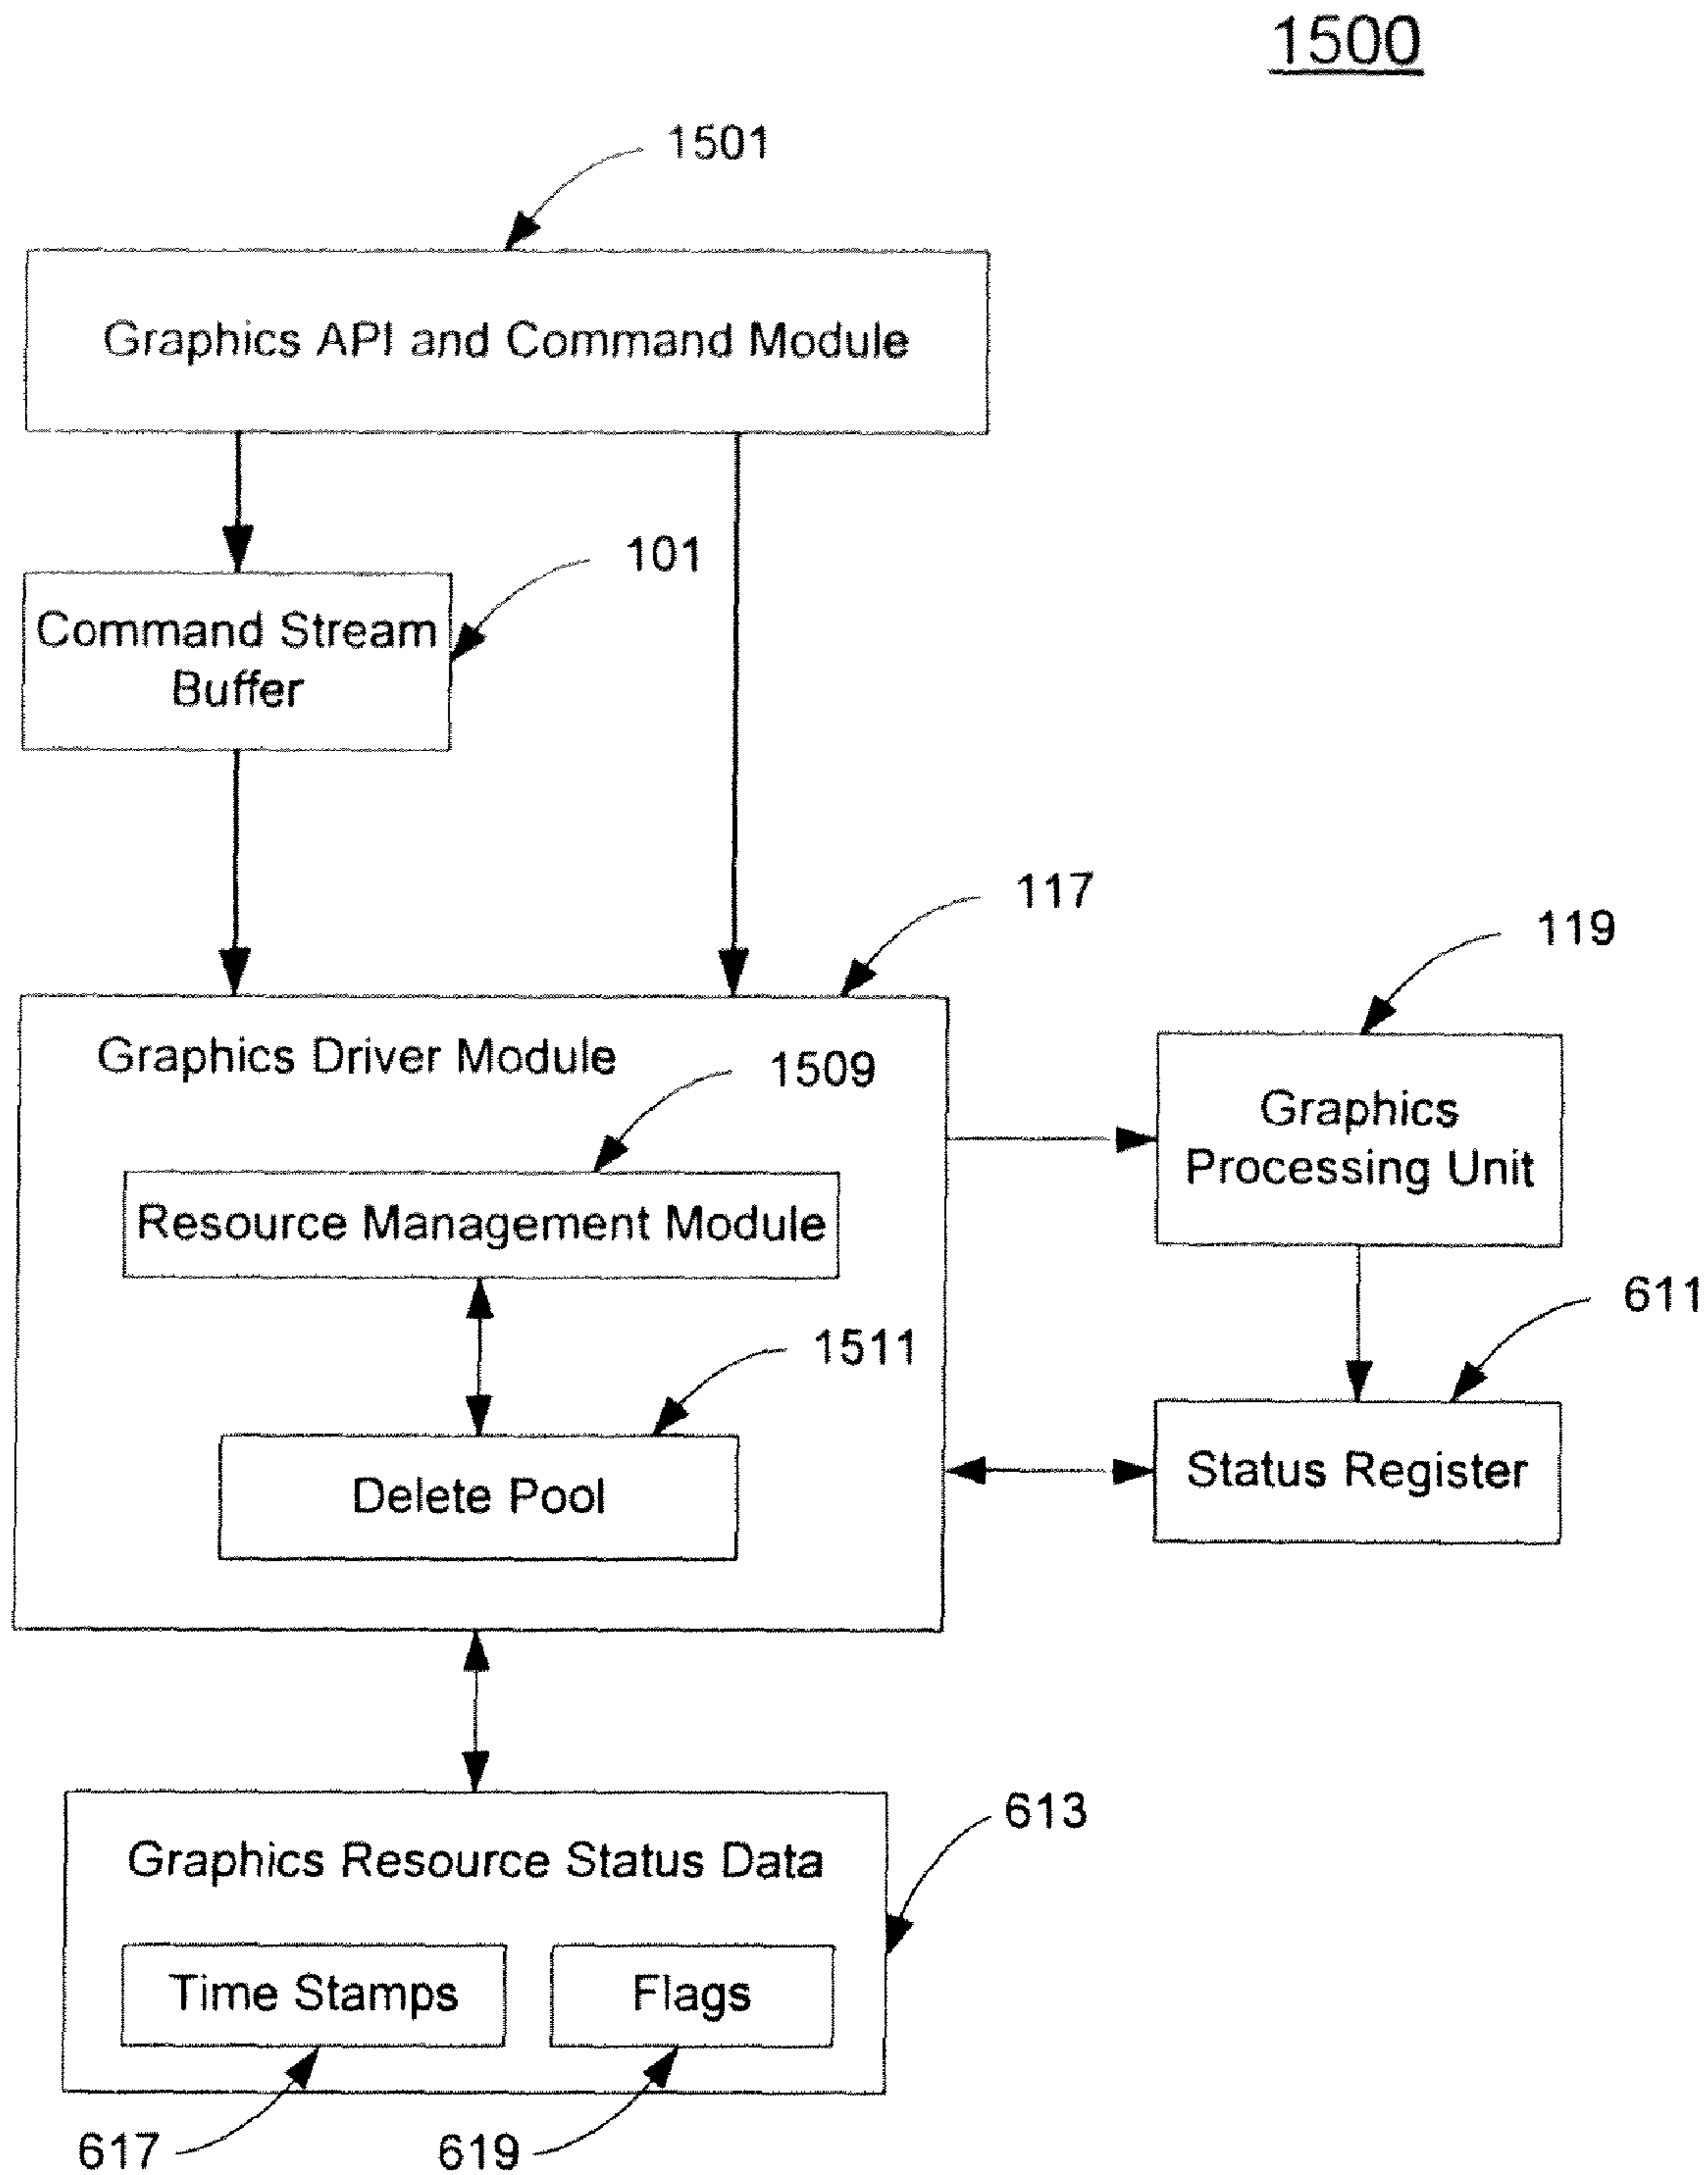 1500
1501
Graphics API and Command Module
101
Command Stream
Buffer
117
119
Graphics Driver Module
1509
Graphics
Processing Unit
Resource Management Module
611
1511
Status Register
Delete Pool
613
Graphics Resource Status Data
Time Stamps
Flags
617
619